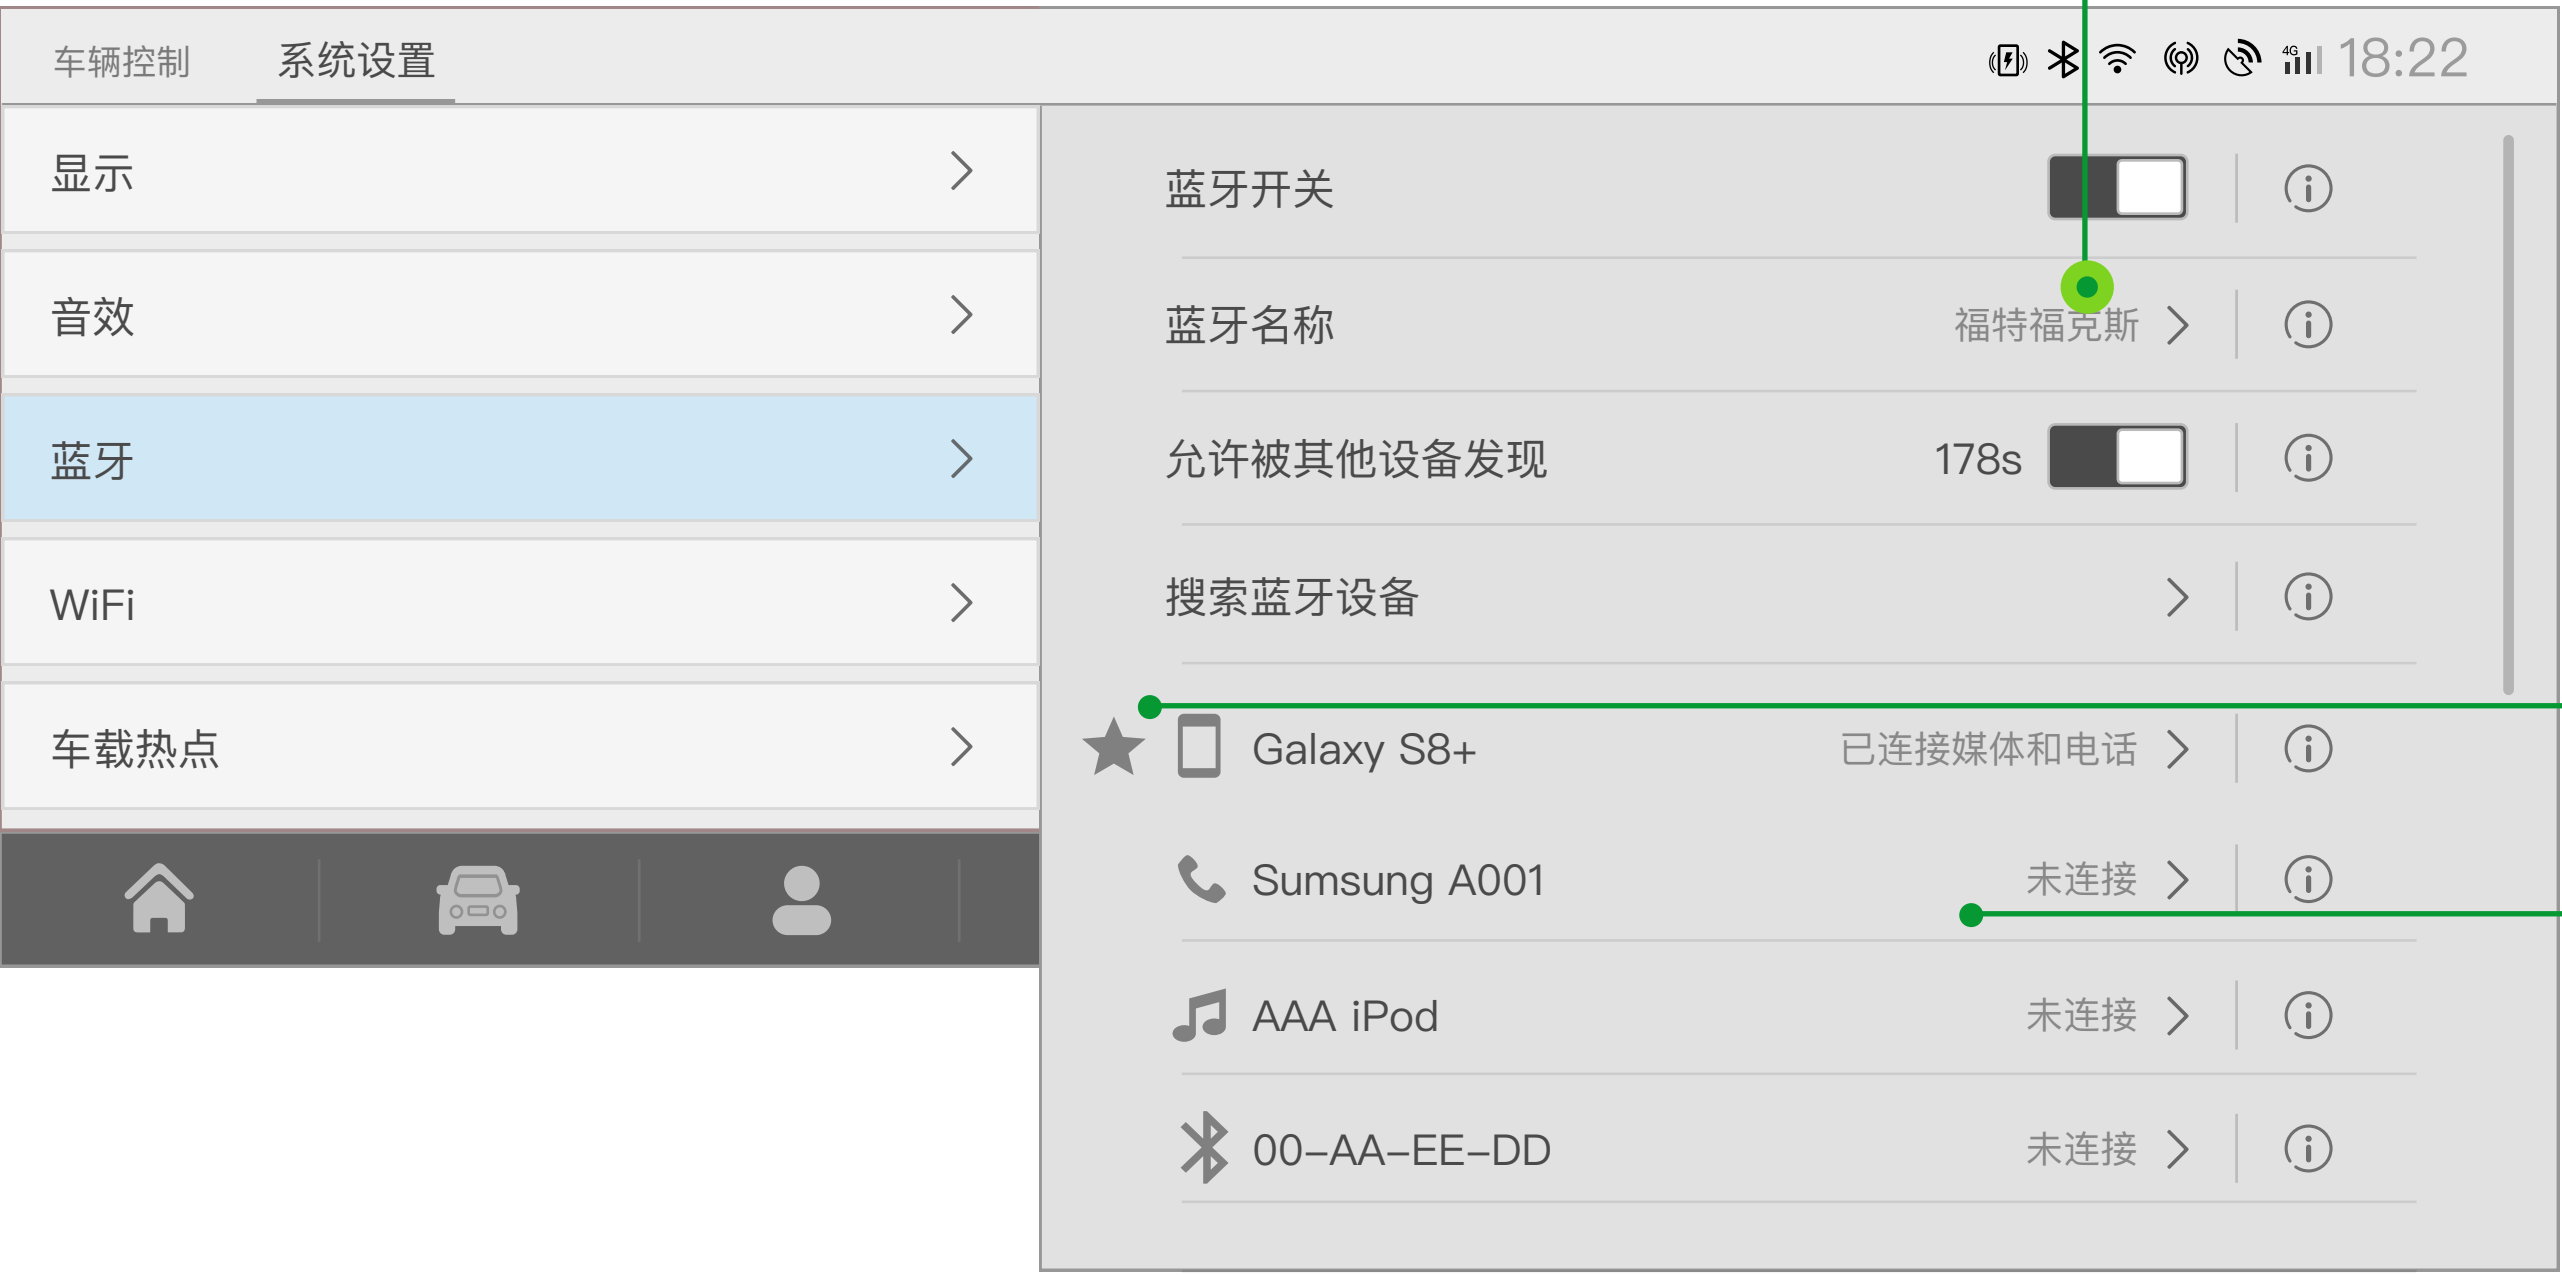 车辆控制 系统设置 4G 18:22
显示
音效
蓝牙
WiFi
车载热点
蓝牙开关
蓝牙名称 福特福克斯
允许被其他设备发现 178s
搜索蓝牙设备
Galaxy S8+ 已连接媒体和电话
Sumsung A001 未连接
AAA iPod 未连接
00-AA-EE-DD 未连接